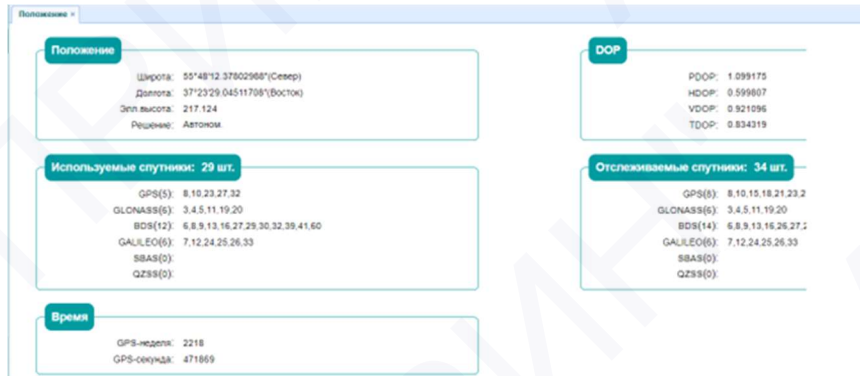 Положение ×
Положение
Широта: 55°48'12.37602988"(Север)
Долгота: 37°23'29.04511708"(Восток)
Элл.высота: 217.124
Решение: Автоном.
DOP
PDOP: 1.099175
HDOP: 0.599807
VDOP: 0.921096
TDOP: 0.834319
Используемые спутники: 29 шт.
GPS(5): 8,10,23,27,32
GLONASS(6): 3,4,5,11,19,20
BDS(12): 6,8,9,13,16,27,29,30,32,39,41,60
GALILEO(6): 7,12,24,25,26,33
SBAS(0):
QZSS(0):
Отслеживаемые спутники: 34 шт.
GPS(8): 8,10,15,18,21,23,2
GLONASS(6): 3,4,5,11,19,20
BDS(14): 6,8,9,13,16,26,27,2
GALILEO(6): 7,12,24,25,26,33
SBAS(0):
QZSS(0):
Время
GPS-неделя: 2218
GPS-секунда: 471869